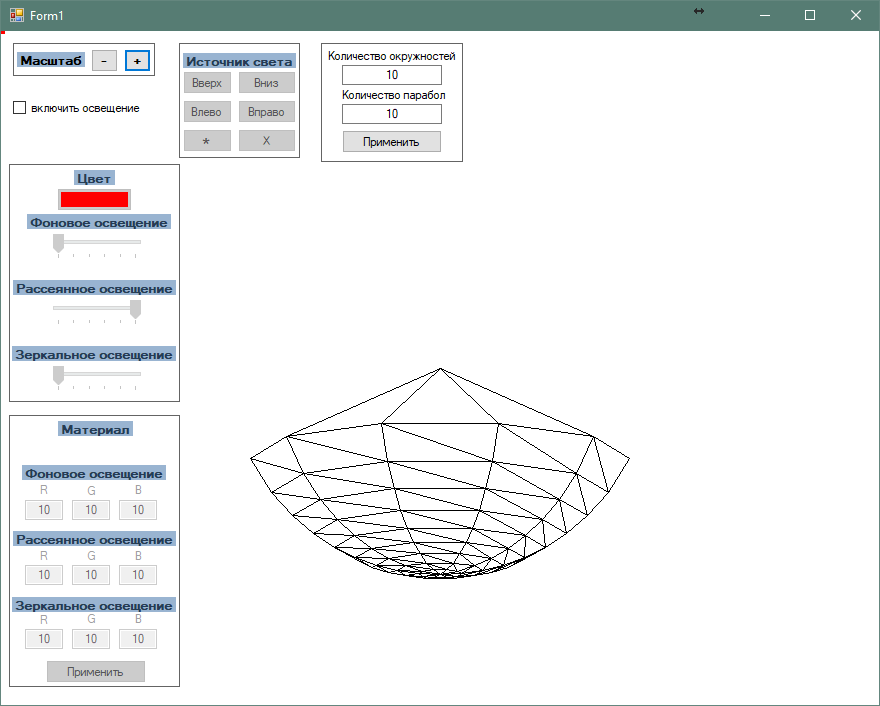 Form1
Масштаб - +
включить освещение
Источник света
Вверх Вниз
Влево Вправо
* X
Количество окружностей
10
Количество парабол
10
Применить
Цвет
Фоновое освещение
Рассеянное освещение
Зеркальное освещение
Материал
Фоновое освещение
R G B
10 10 10
Рассеянное освещение
R G B
10 10 10
Зеркальное освещение
R G B
10 10 10
Применить